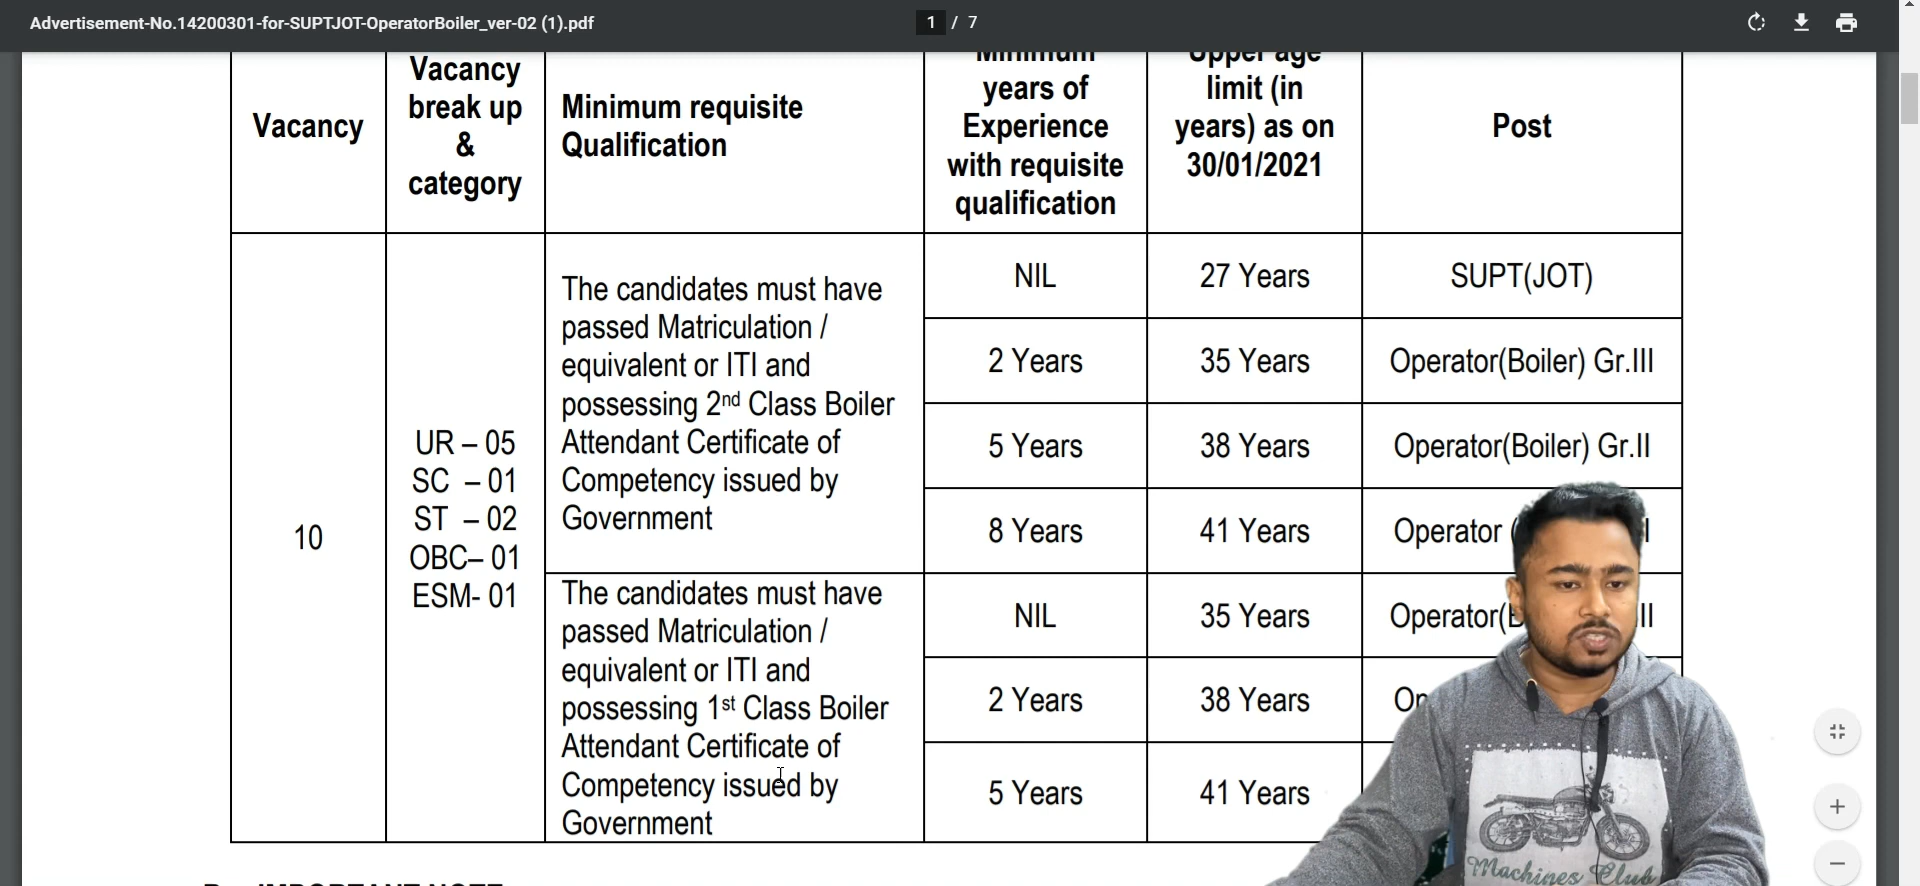 Advertisement-No.14200301-for-SUPTJOT-OperatorBoiler_ver-02 (1).pdf
1 / 7
Vacancy
Vacancy
break up
&
category
Minimum requisite
Qualification
Minimum
years of
Experience
with requisite
qualification
Upper age
limit (in
years) as on
30/01/2021
Post
10
UR – 05
SC – 01
ST – 02
OBC– 01
ESM- 01
The candidates must have
passed Matriculation /
equivalent or ITI and
possessing 2nd Class Boiler
Attendant Certificate of
Competency issued by
Government
NIL
27 Years
SUPT(JOT)
2 Years
35 Years
Operator(Boiler) Gr.III
5 Years
38 Years
Operator(Boiler) Gr.II
8 Years
41 Years
Operator
The candidates must have
passed Matriculation /
equivalent or ITI and
possessing 1st Class Boiler
Attendant Certificate of
Competency issued by
Government
NIL
35 Years
2 Years
38 Years
5 Years
41 Years
IMPORTANT NOTE
Machines Club